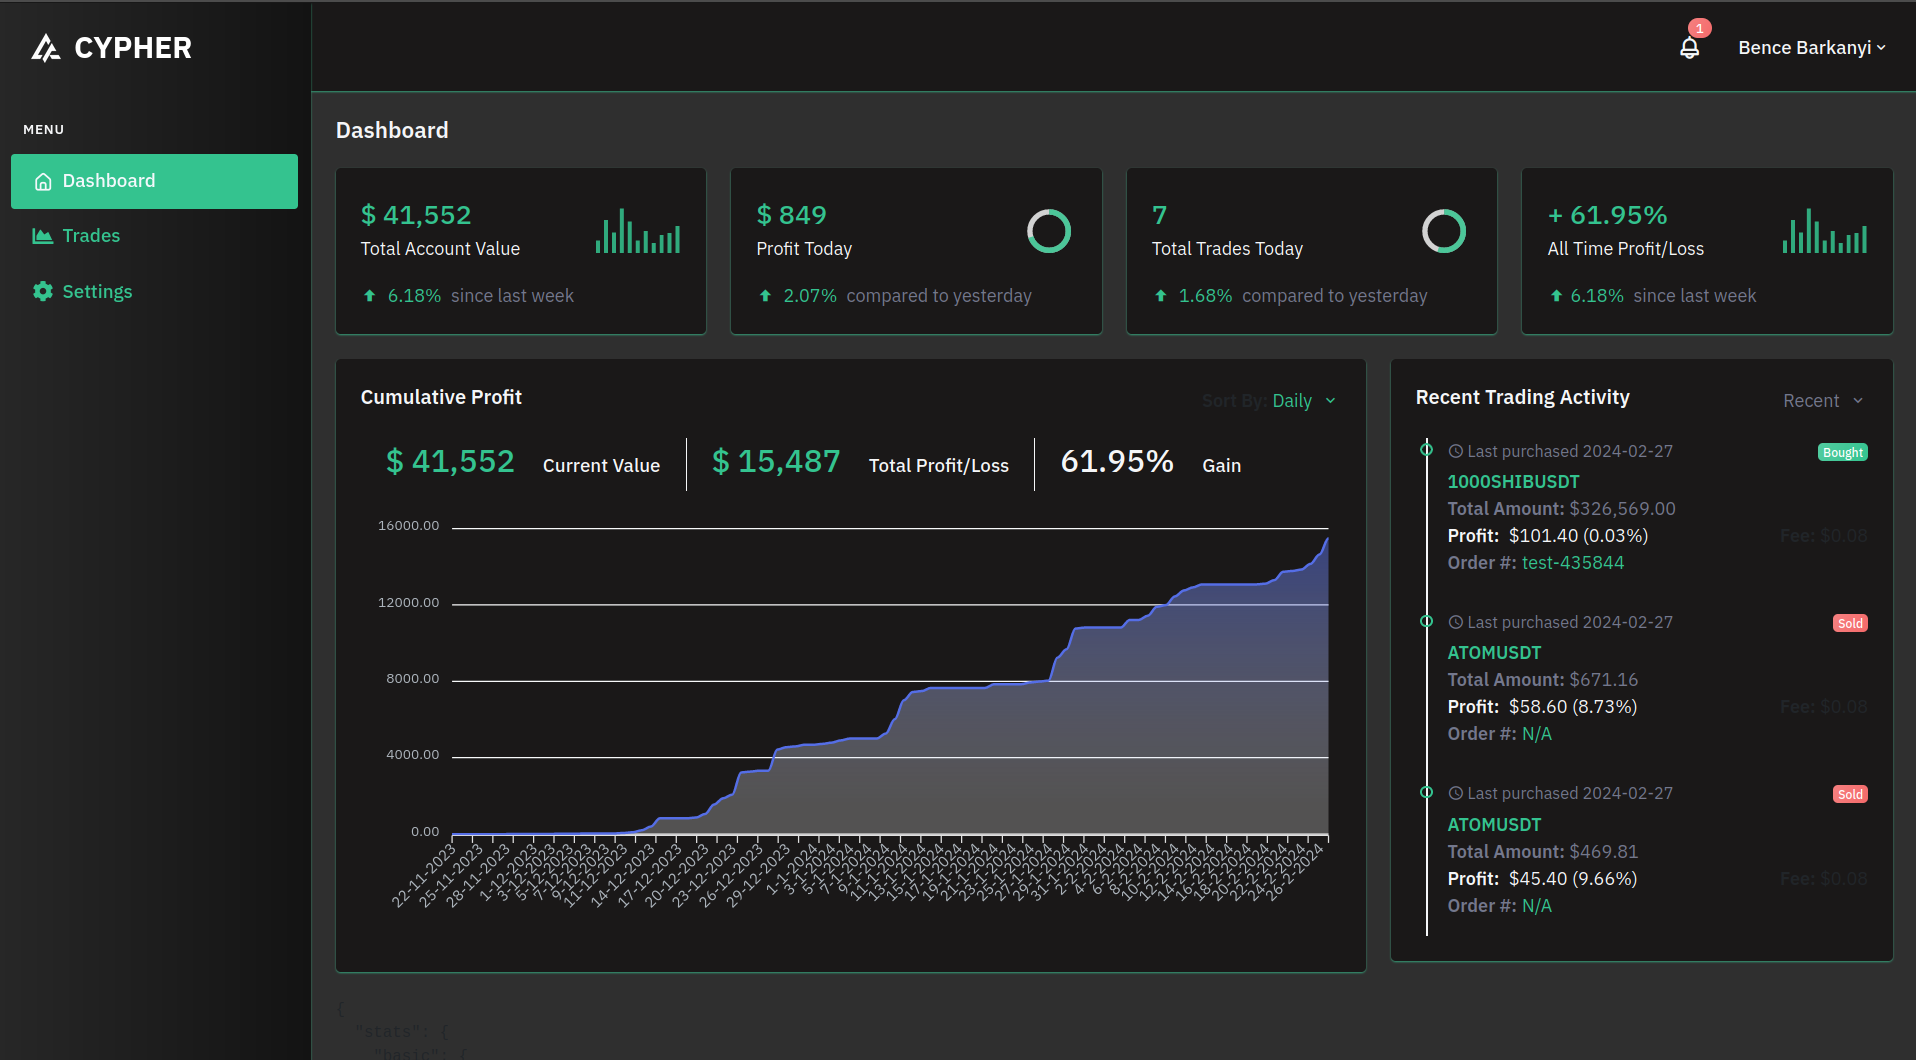 CYPHER
1
Bence Barkanyi
MENU
Dashboard
Trades
Settings
Dashboard
$ 41,552
Total Account Value
6.18% since last week
$ 849
Profit Today
2.07% compared to yesterday
7
Total Trades Today
1.68% compared to yesterday
+ 61.95%
All Time Profit/Loss
6.18% since last week
Cumulative Profit
Sort By: Daily
$ 41,552 Current Value
$ 15,487 Total Profit/Loss
61.95% Gain
16000.00
12000.00
8000.00
4000.00
0.00
22-11-2023
25-11-2023
28-11-2023
1-12-2023
3-12-2023
5-12-2023
7-12-2023
9-12-2023
11-12-2023
14-12-2023
17-12-2023
20-12-2023
23-12-2023
26-12-2023
29-12-2023
1-1-2024
3-1-2024
5-1-2024
7-1-2024
9-1-2024
11-1-2024
13-1-2024
15-1-2024
17-1-2024
19-1-2024
21-1-2024
23-1-2024
25-1-2024
27-1-2024
29-1-2024
31-1-2024
2-2-2024
4-2-2024
6-2-2024
8-2-2024
10-2-2024
12-2-2024
14-2-2024
16-2-2024
18-2-2024
20-2-2024
22-2-2024
24-2-2024
26-2-2024
Recent Trading Activity
Recent
Last purchased 2024-02-27 Bought
1000SHIBUSDT
Total Amount: $326,569.00
Profit: $101.40 (0.03%) Fee: $0.08
Order #: test-435844
Last purchased 2024-02-27 Sold
ATOMUSDT
Total Amount: $671.16
Profit: $58.60 (8.73%) Fee: $0.08
Order #: N/A
Last purchased 2024-02-27 Sold
ATOMUSDT
Total Amount: $469.81
Profit: $45.40 (9.66%) Fee: $0.08
Order #: N/A
{
"stats": {
"basic": {